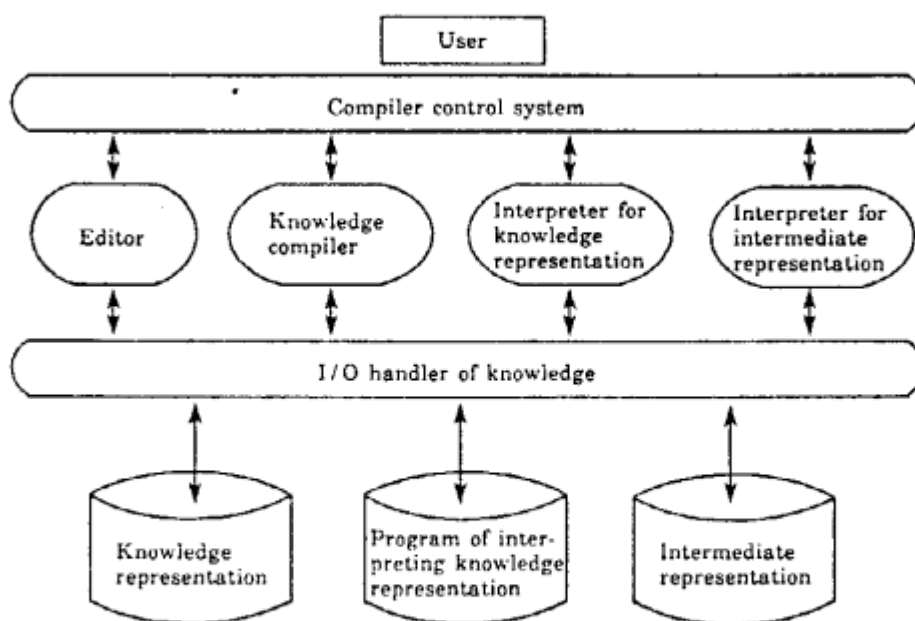 User
Compiler control system
Editor
Knowledge
compiler
Interpreter for
knowledge
representation
Interpreter for
intermediate
representation
I/O handler of knowledge
Knowledge
representation
Program of inter-
preting knowledge
representation
Intermediate
representation